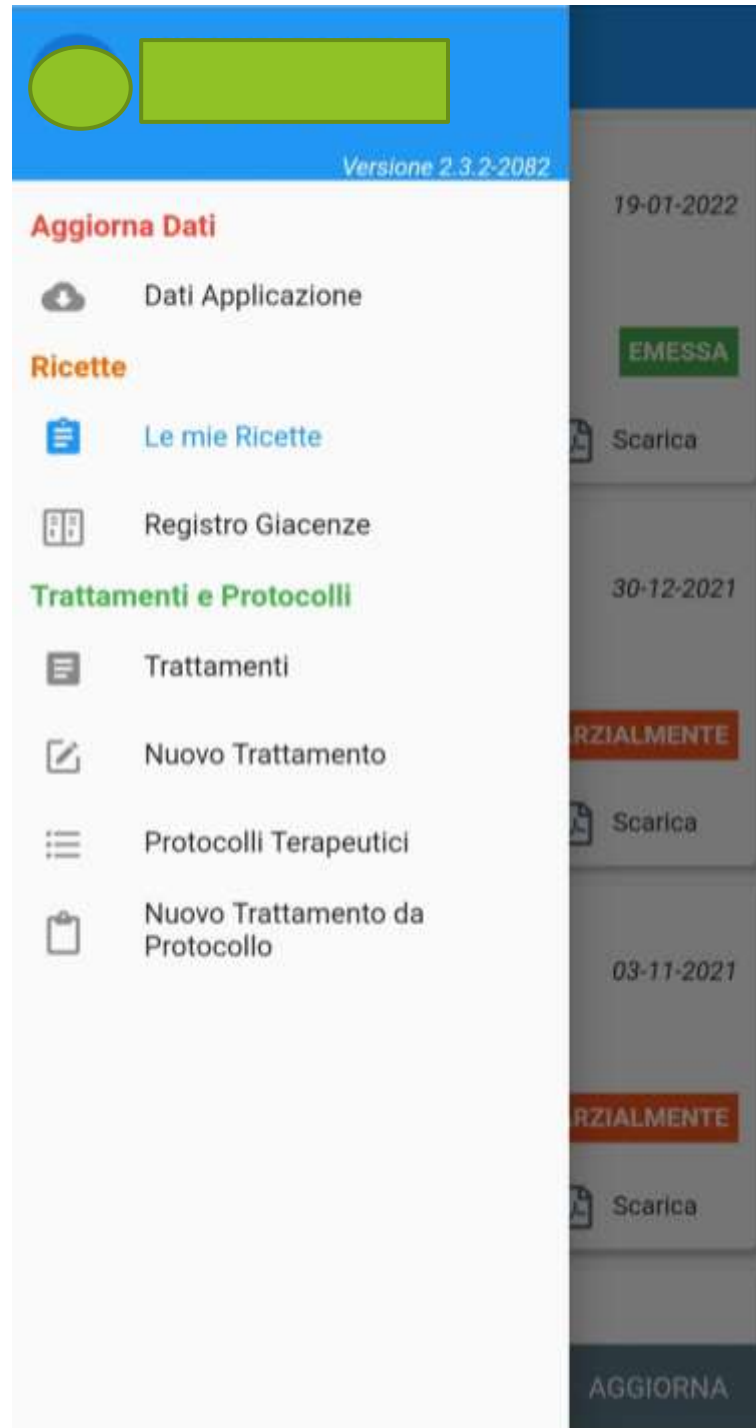 Versione 2.3.2-2082
Aggiorna Dati
Dati Applicazione
Ricette
Le mie Ricette
Registro Giacenze
Trattamenti e Protocolli
Trattamenti
Nuovo Trattamento
Protocolli Terapeutici
Nuovo Trattamento da
Protocollo
19-01-2022
EMESSA
Scarica
30-12-2021
RZIALMENTE
Scarica
03-11-2021
RZIALMENTE
Scarica
AGGIORNA